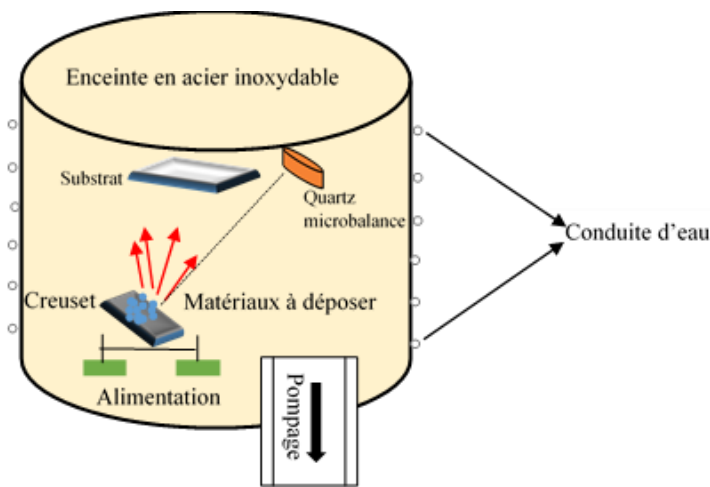 Enceinte en acier inoxydable
Substrat
Quartz
microbalance
Conduite d'eau
Creuset
Matériaux à déposer
Alimentation
Pompage